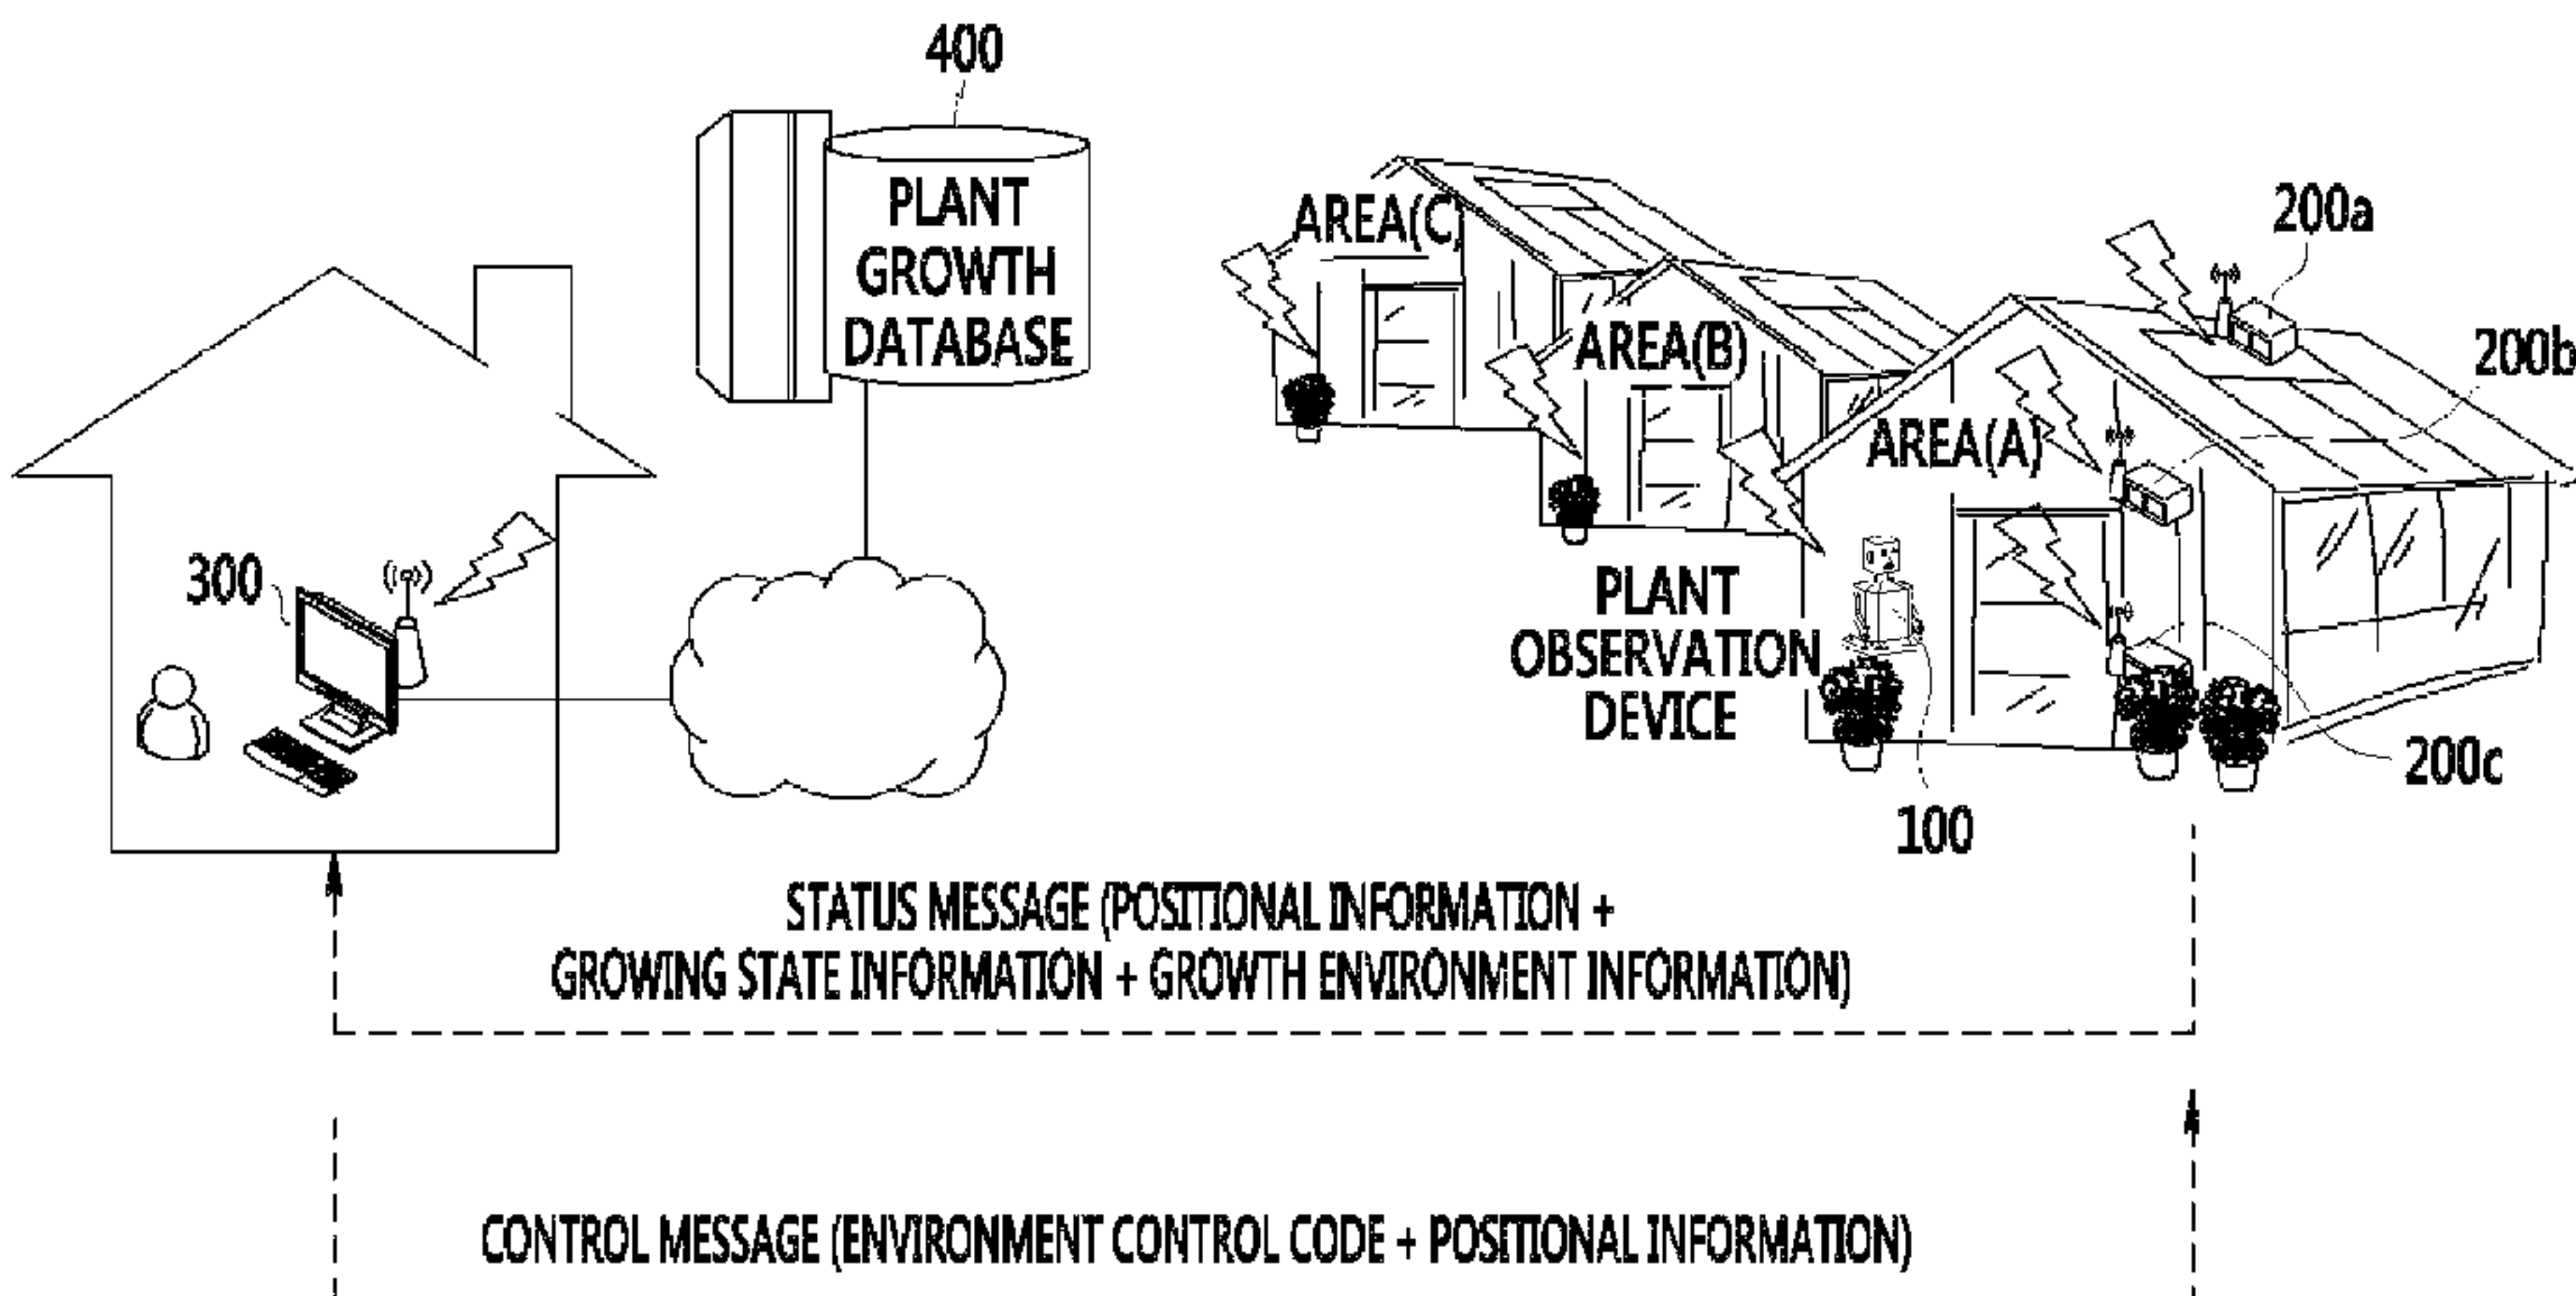 400
PLANT
GROWTH
DATABASE
AREA(C)
200a
AREA(B)
200b
AREA(A)
300
PLANT
OBSERVATION
DEVICE
200c
100
STATUS MESSAGE (POSITIONAL INFORMATION +
GROWING STATE INFORMATION + GROWTH ENVIRONMENT INFORMATION)
CONTROL MESSAGE (ENVIRONMENT CONTROL CODE + POSITIONAL INFORMATION)